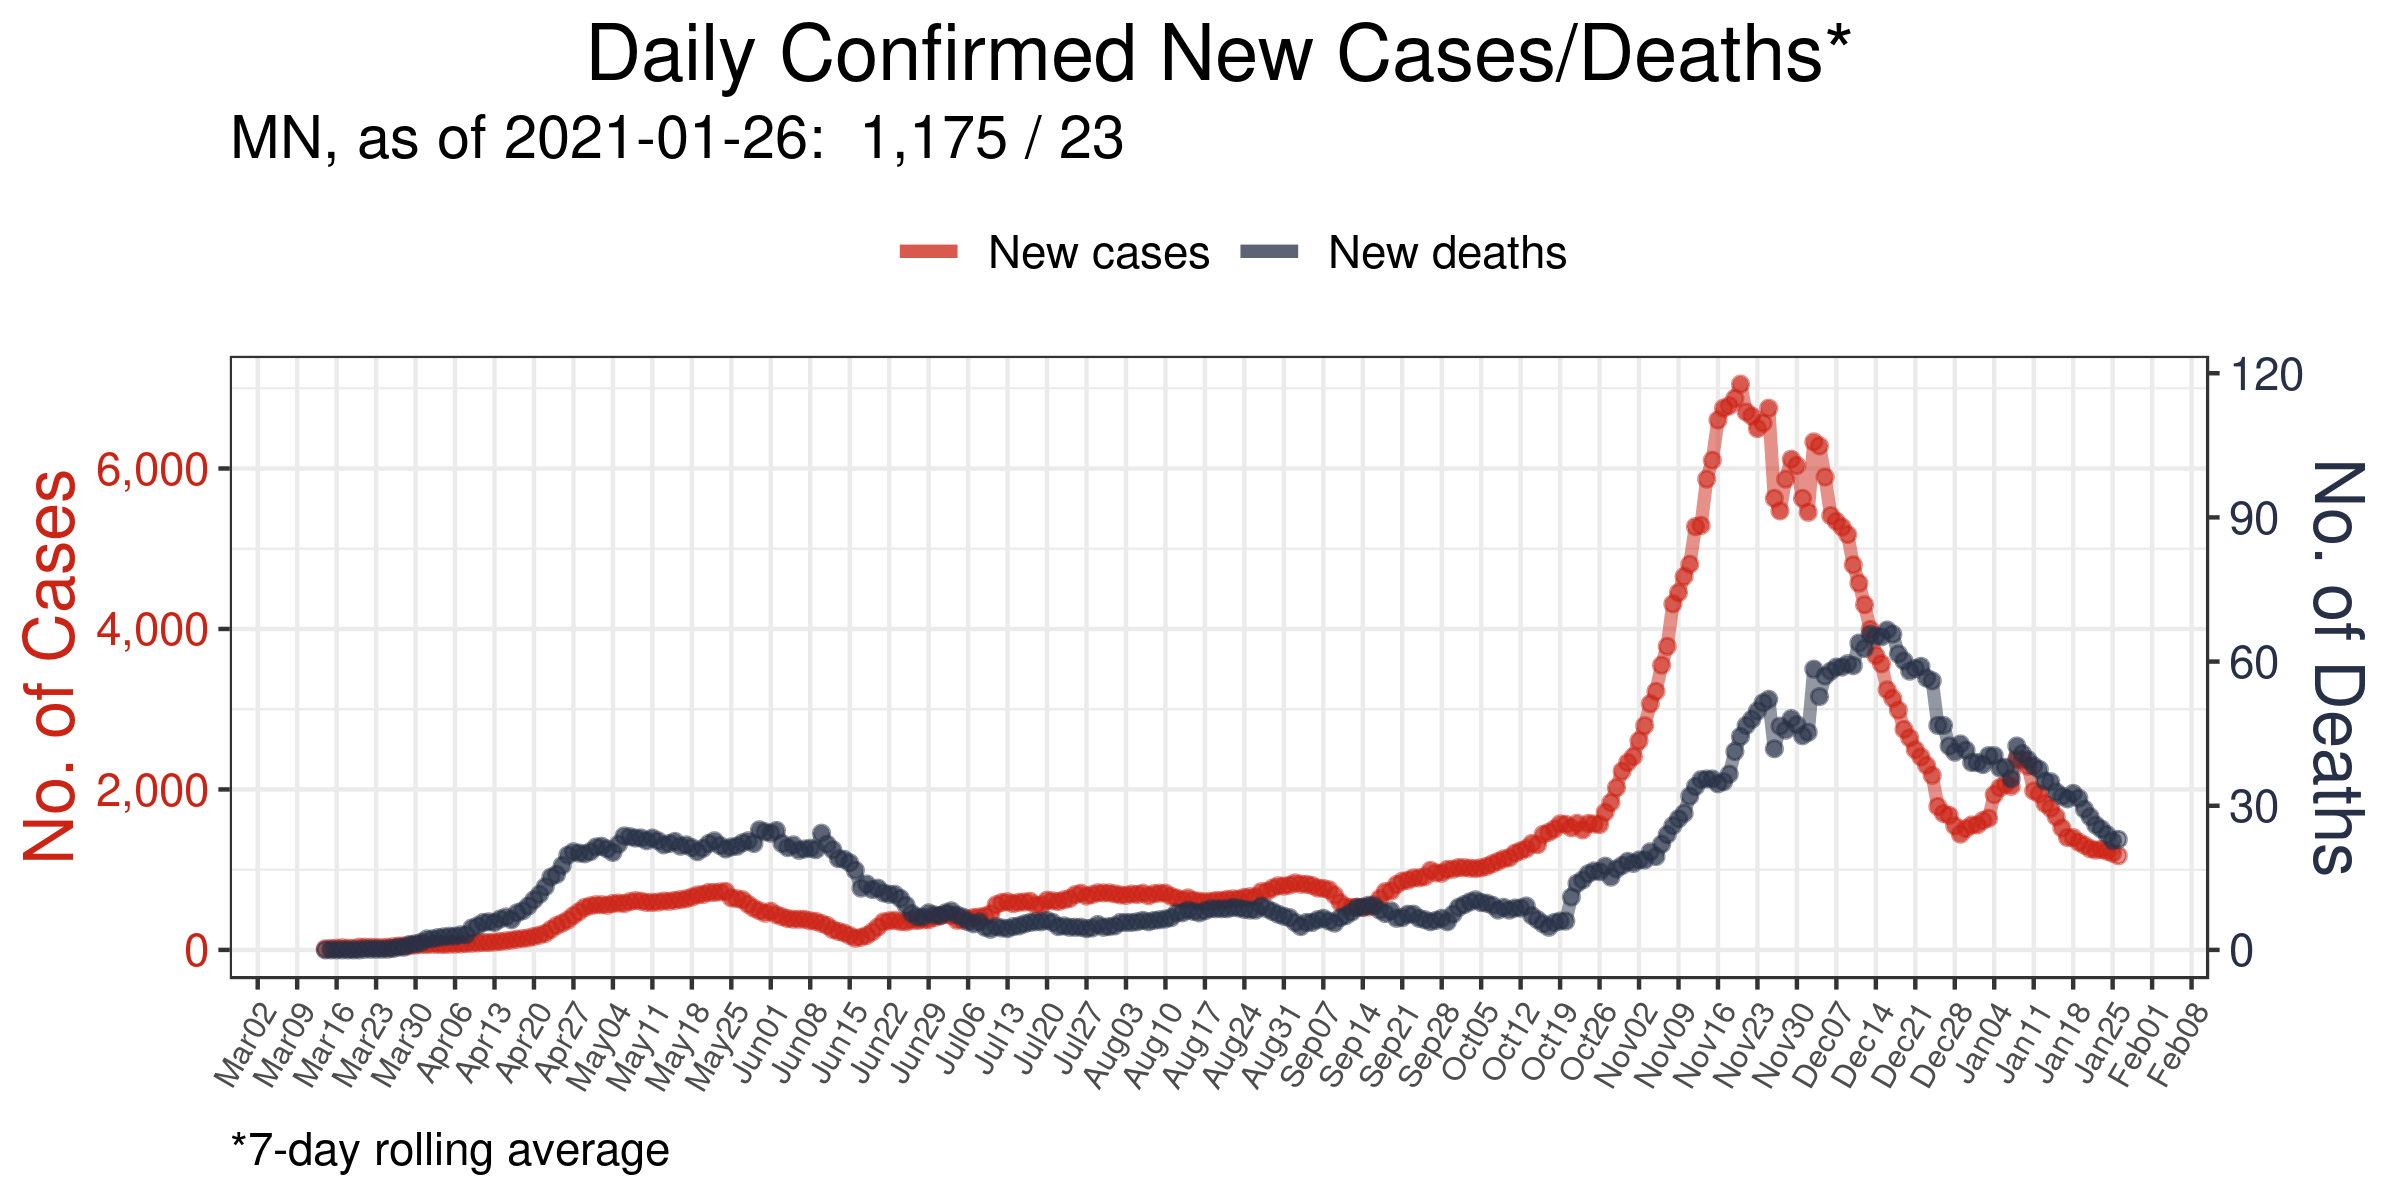 Daily Confirmed New Cases/Deaths*
MN, as of 2021-01-26: 1,175 / 23
New cases
New deaths
No. of Cases
6,000
4,000
2,000
0
120
90
60
30
0
No. of Deaths
Mar02
Mar09
Mar16
Mar23
Mar30
Apr06
Apr13
Apr20
Apr27
May04
May11
May18
May25
Jun01
Jun08
Jun15
Jun22
Jun29
Jul06
Jul13
Jul20
Jul27
Aug03
Aug10
Aug17
Aug24
Aug31
Sep07
Sep14
Sep21
Sep28
Oct05
Oct12
Oct19
Oct26
Nov02
Nov09
Nov16
Nov23
Nov30
Dec07
Dec14
Dec21
Dec28
Jan04
Jan11
Jan18
Jan25
Feb01
Feb08
*7-day rolling average